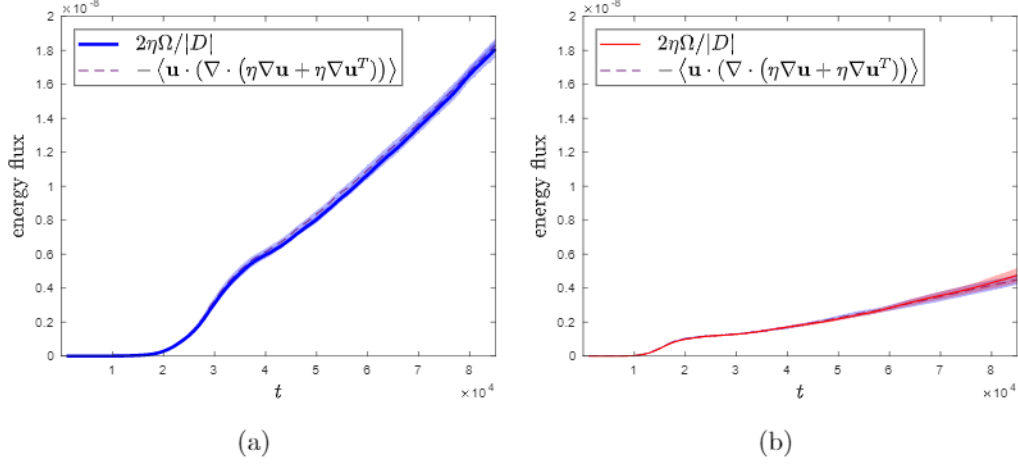 ×10⁻⁸
2
1.8
1.6
1.4
1.2
1
0.8
0.6
0.4
0.2
0
energy flux
2ηΩ/|D|
−⟨u · (∇ · (η∇u + η∇uᵀ))⟩
1 2 3 4 5 6 7 8
×10⁴
t
(a)
×10⁻⁸
2
1.8
1.6
1.4
1.2
1
0.8
0.6
0.4
0.2
0
energy flux
2ηΩ/|D|
−⟨u · (∇ · (η∇u + η∇uᵀ))⟩
1 2 3 4 5 6 7 8
×10⁴
t
(b)